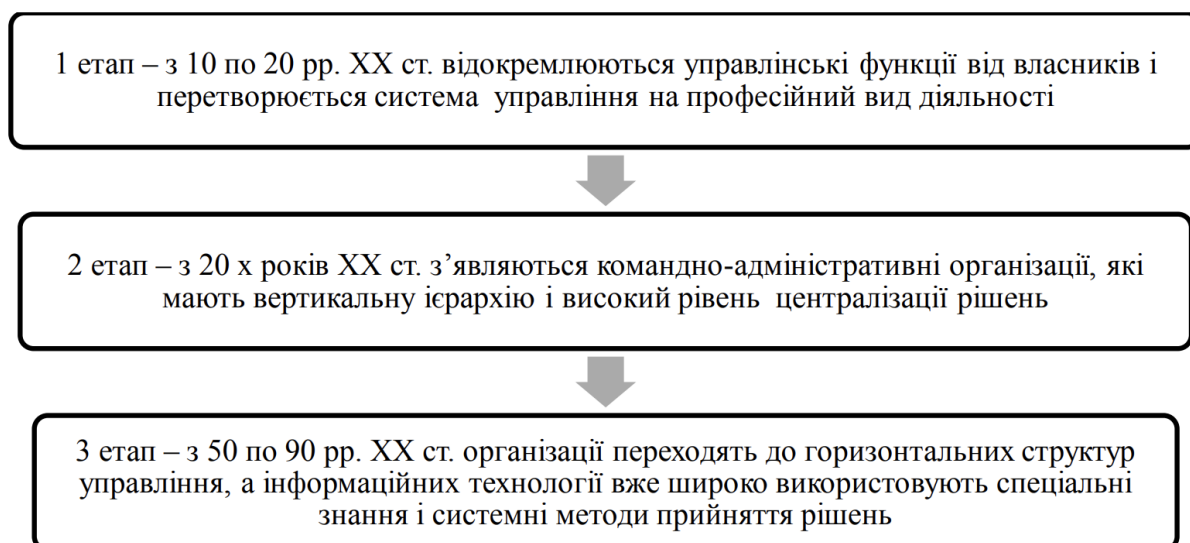 1 етап – з 10 по 20 рр. ХХ ст. відокремлюються управлінські функції від власників і
перетворюється система управління на професійний вид діяльності
2 етап – з 20 х років ХХ ст. з’являються командно-адміністративні організації, які
мають вертикальну ієрархію і високий рівень централізації рішень
3 етап – з 50 по 90 рр. ХХ ст. організації переходять до горизонтальних структур
управління, а інформаційних технології вже широко використовують спеціальні
знання і системні методи прийняття рішень